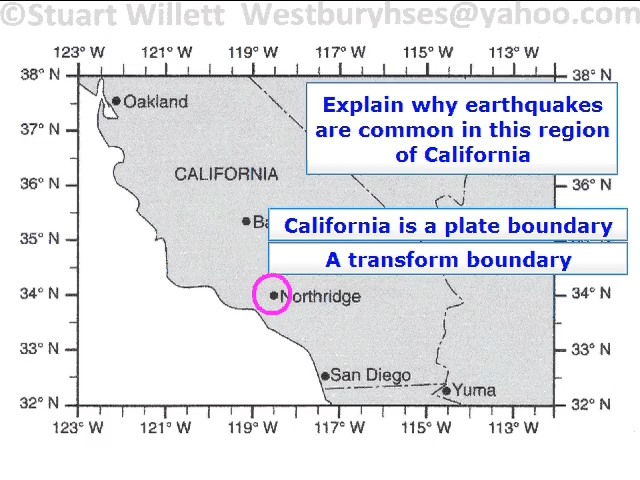 ©Stuart Willett Westburyhses@yahoo.com
123° W 121° W 119° W 117° W 115° W 113° W
38° N 38° N
Explain why earthquakes
are common in this region
of California
Oakland
37° N
CALIFORNIA
36° N 36° N
California is a plate boundary
Ba
35° N
A transform boundary
34° N 34° N
Northridge
33° N 33° N
San Diego
Yuma
32° N 32° N
123° W 121° W 119° W 117° W 115° W 113° W